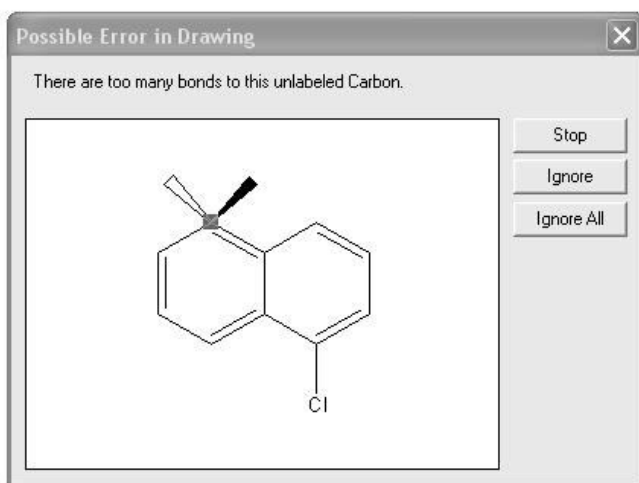 Possible Error in Drawing
There are too many bonds to this unlabeled Carbon.
Stop
Ignore
Ignore All
Cl